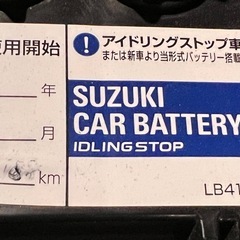 使用開始
! アイドリングストップ車
または新車より当形式バッテリー搭載
年
月
km
SUZUKI
CAR BATTERY
IDLINGSTOP
LB41